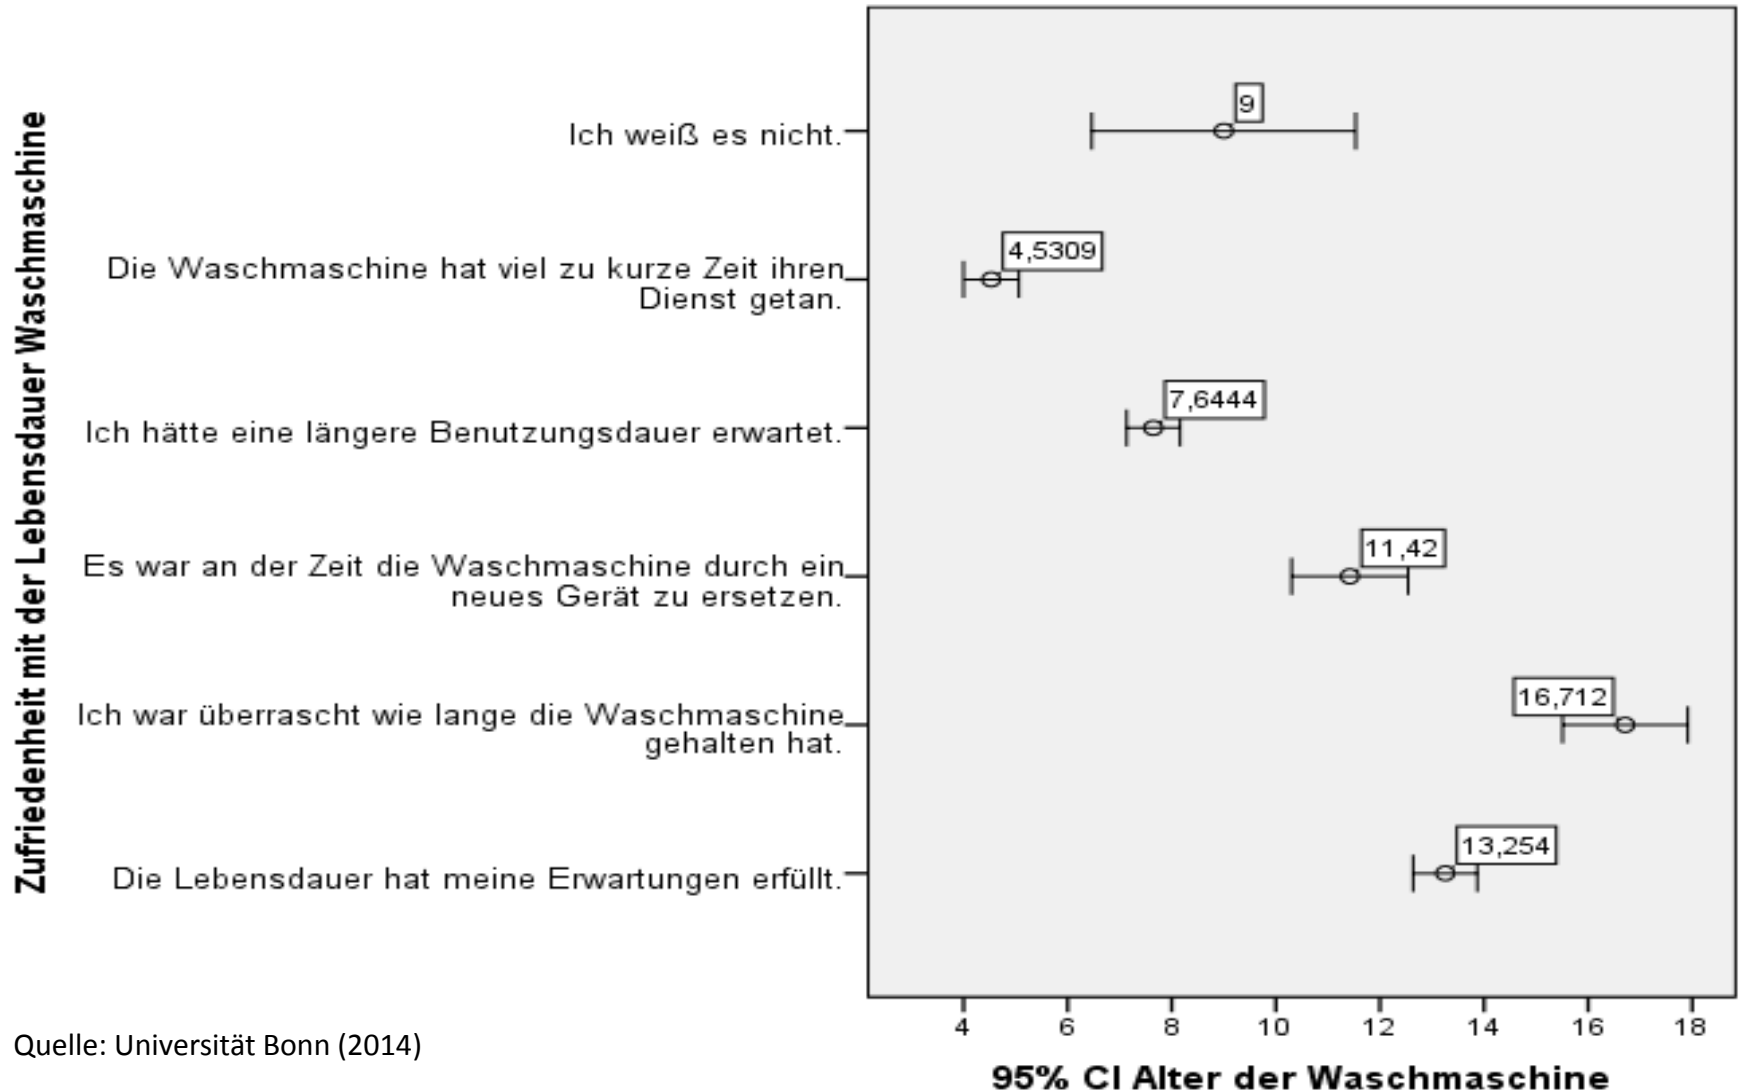 Zufriedenheit mit der Lebensdauer Waschmaschine
Ich weiß es nicht.
9
Die Waschmaschine hat viel zu kurze Zeit ihren
Dienst getan.
4,5309
Ich hätte eine längere Benutzungsdauer erwartet.
7,6444
Es war an der Zeit die Waschmaschine durch ein
neues Gerät zu ersetzen.
11,42
Ich war überrascht wie lange die Waschmaschine
gehalten hat.
16,712
Die Lebensdauer hat meine Erwartungen erfüllt.
13,254
4 6 8 10 12 14 16 18
95% CI Alter der Waschmaschine
Quelle: Universität Bonn (2014)